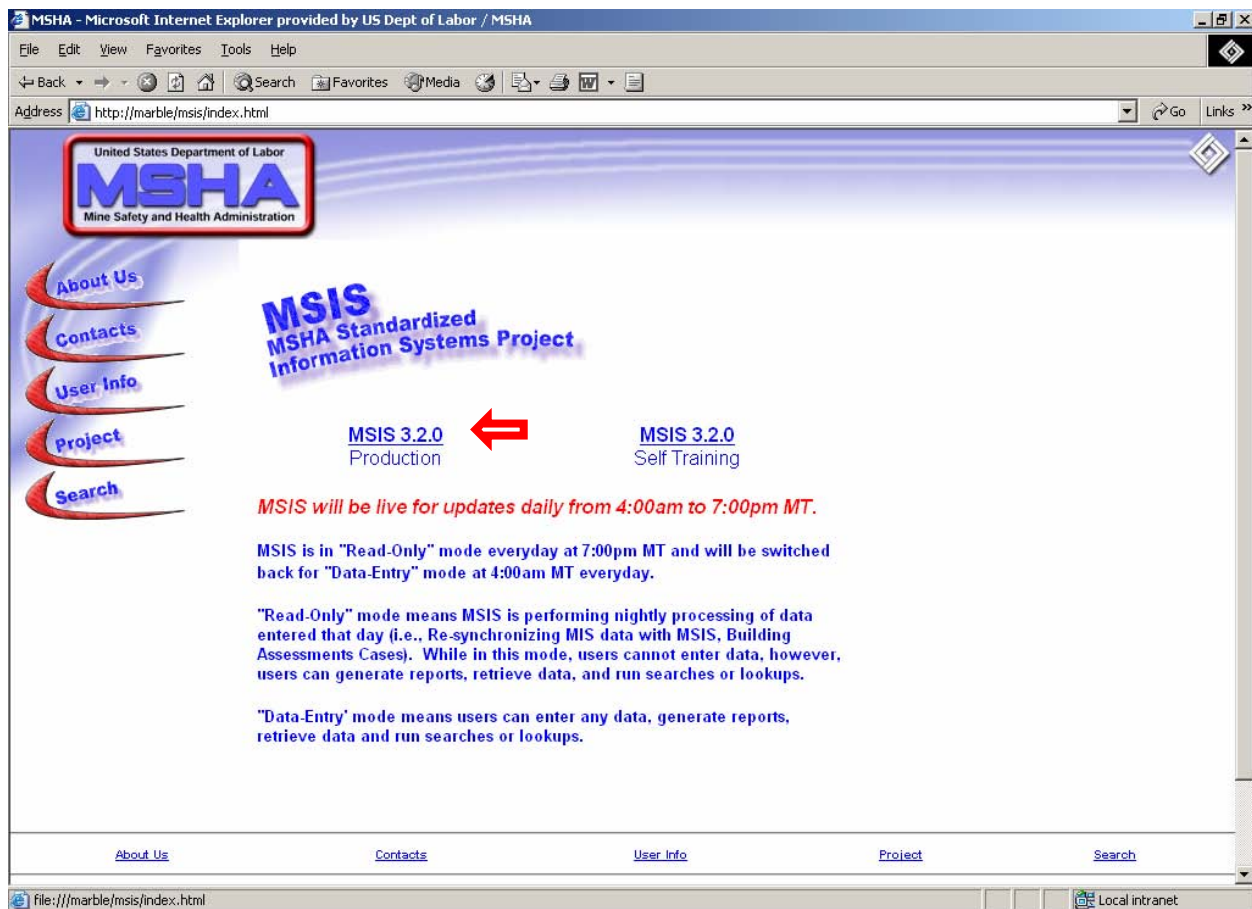 MSHA - Microsoft Internet Explorer provided by US Dept of Labor / MSHA
File Edit View Favorites Tools Help
Back Search Favorites Media
Address http://marble/msis/index.html Go Links »
United States Department of Labor
MSHA
Mine Safety and Health Administration
About Us
Contacts
User Info
Project
Search
MSIS
MSHA Standardized
Information Systems Project
MSIS 3.2.0 MSIS 3.2.0
Production Self Training
MSIS will be live for updates daily from 4:00am to 7:00pm MT.
MSIS is in "Read-Only" mode everyday at 7:00pm MT and will be switched
back for "Data-Entry" mode at 4:00am MT everyday.
"Read-Only" mode means MSIS is performing nightly processing of data
entered that day (i.e., Re-synchronizing MIS data with MSIS, Building
Assessments Cases). While in this mode, users cannot enter data, however,
users can generate reports, retrieve data, and run searches or lookups.
"Data-Entry' mode means users can enter any data, generate reports,
retrieve data and run searches or lookups.
About Us Contacts User Info Project Search
file:///marble/msis/index.html Local intranet